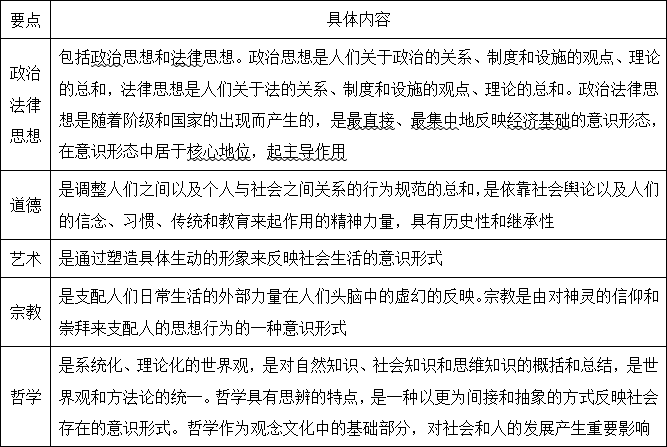 要点 具体内容
包括政治思想和法律思想。政治思想是人们关于政治的关系、制度和设施的观点、理论
的总和，法律思想是人们关于法的关系、制度和设施的观点、理论的总和。政治法律思
想是随着阶级和国家的出现而产生的，是最直接、最集中地反映经济基础的意识形态，
在意识形态中居于核心地位，起主导作用
政治
法律
思想
是调整人们之间以及个人与社会之间关系的行为规范的总和，是依靠社会舆论以及人们
的信念、习惯、传统和教育来起作用的精神力量，具有历史性和继承性
道德
艺术 是通过塑造具体生动的形象来反映社会生活的意识形式
是支配人们日常生活的外部力量在人们头脑中的虚幻的反映。宗教是由对神灵的信仰和
崇拜来支配人的思想行为的一种意识形式
宗教
是系统化、理论化的世界观，是对自然知识、社会知识和思维知识的概括和总结，是世
界观和方法论的统一。哲学具有思辨的特点，是一种以更为间接和抽象的方式反映社会
存在的意识形式。哲学作为观念文化中的基础部分，对社会和人的发展产生重要影响
哲学